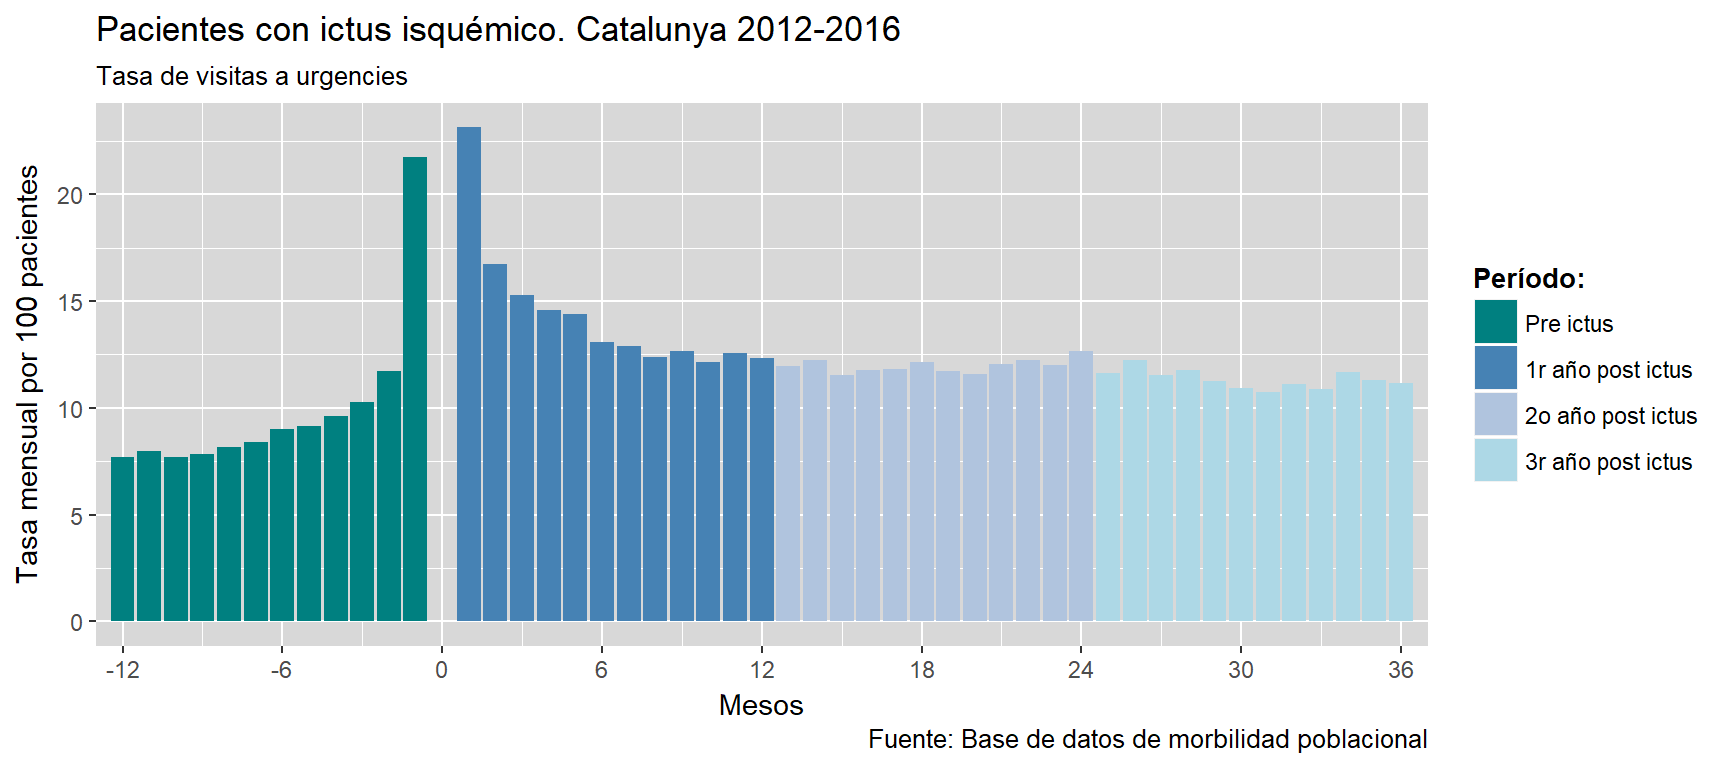 Pacientes con ictus isquémico. Catalunya 2012-2016
Tasa de visitas a urgencies
Tasa mensual por 100 pacientes
20
15
10
5
0
-12 -6 0 6 12 18 24 30 36
Mesos
Fuente: Base de datos de morbilidad poblacional
Período:
Pre ictus
1r año post ictus
2o año post ictus
3r año post ictus